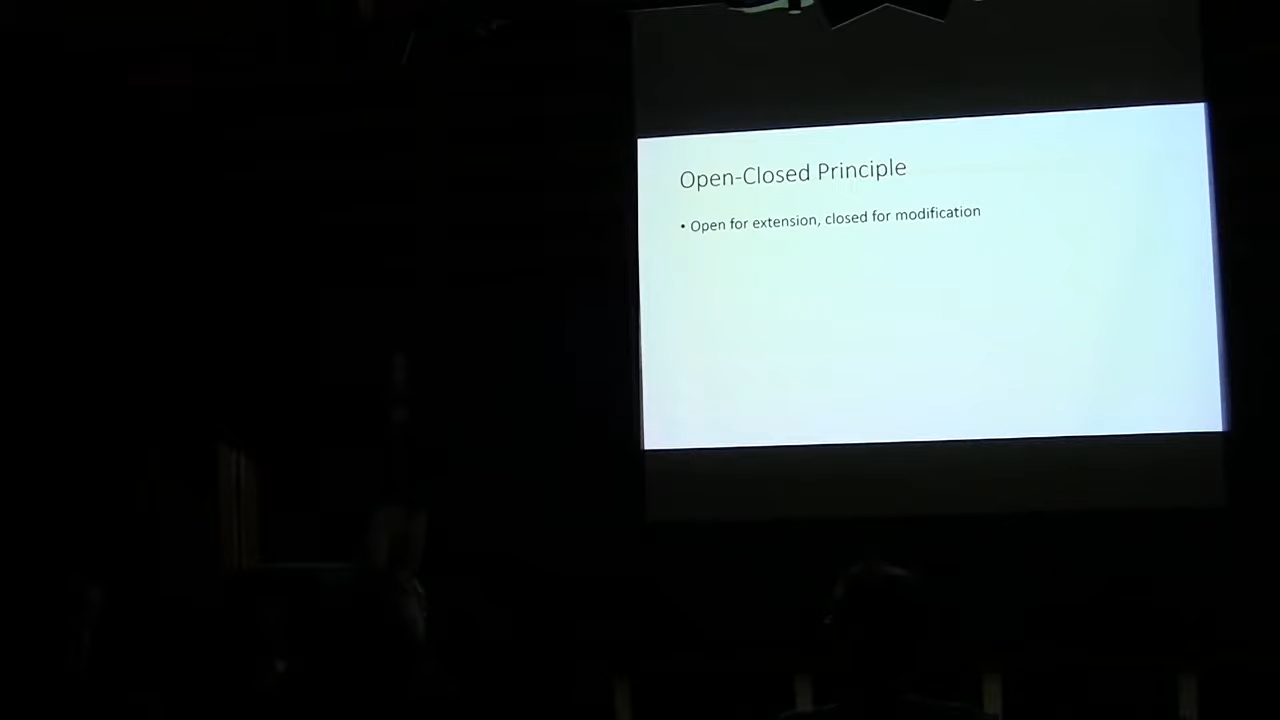 Open-Closed Principle
• Open for extension, closed for modification